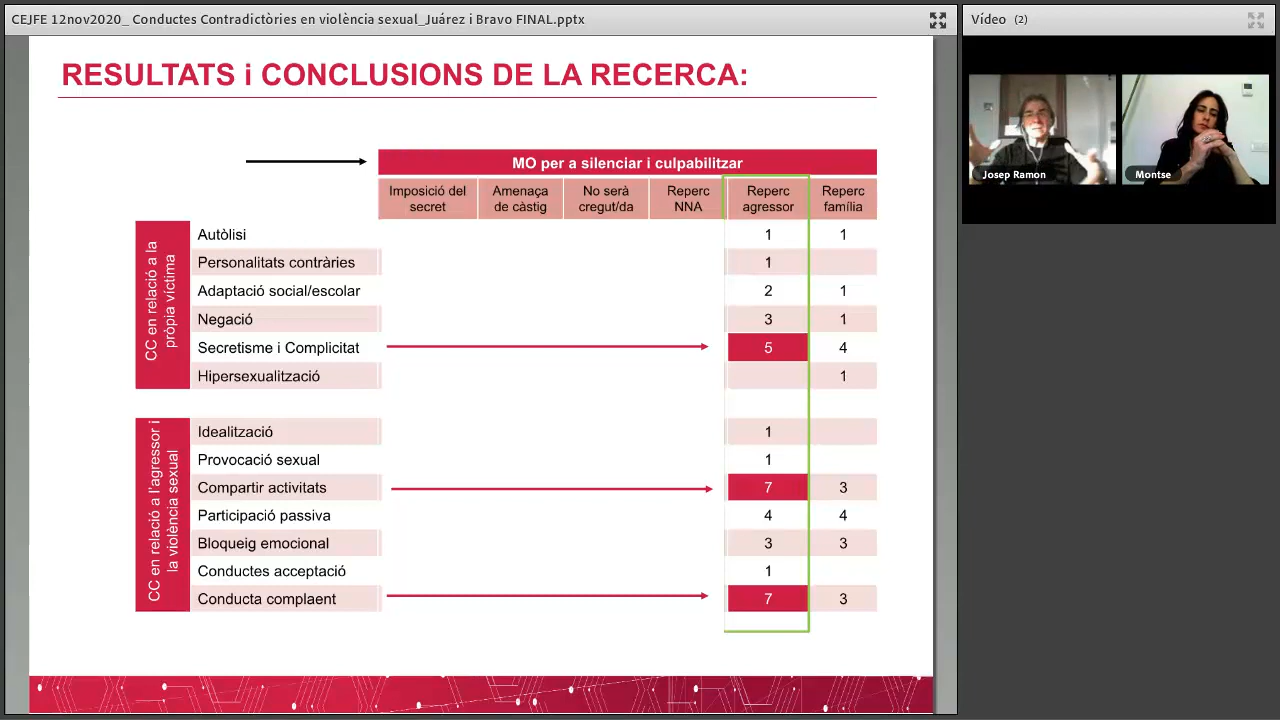 CEJFE 12nov2020_ Conductes Contradictòries en violència sexual_Juárez i Bravo FINAL.pptx
Vídeo (2)
RESULTATS i CONCLUSIONS DE LA RECERCA:
Josep Ramon
Montse
MO per a silenciar i culpabilitzar
Imposició del secret
Amenaça de càstig
No serà cregut/da
Reperc NNA
Reperc agressor
Reperc família
CC en relació a la pròpia víctima
Autòlisi 1 1
Personalitats contràries 1
Adaptació social/escolar 2 1
Negació 3 1
Secretisme i Complicitat 5 4
Hipersexualització 1
CC en relació a l'agressor i la violència sexual
Idealització 1
Provocació sexual 1
Compartir activitats 7 3
Participació passiva 4 4
Bloqueig emocional 3 3
Conductes acceptació 1
Conducta complaent 7 3